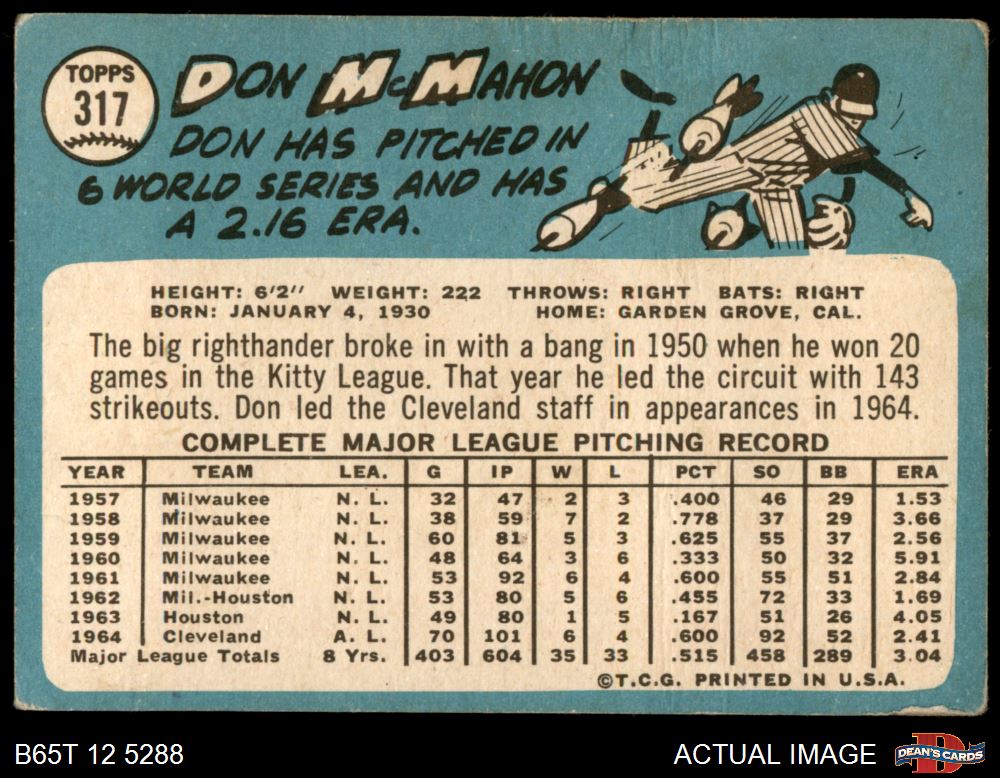 TOPPS
317
DON MCMAHON
DON HAS PITCHED IN
6 WORLD SERIES AND HAS
A 2.16 ERA.
HEIGHT: 6'2" WEIGHT: 222 THROWS: RIGHT BATS: RIGHT
BORN: JANUARY 4, 1930 HOME: GARDEN GROVE, CAL.
The big righthander broke in with a bang in 1950 when he won 20
games in the Kitty League. That year he led the circuit with 143
strikeouts. Don led the Cleveland staff in appearances in 1964.
COMPLETE MAJOR LEAGUE PITCHING RECORD
YEAR TEAM LEA. G IP W L PCT SO BB ERA
1957 Milwaukee N. L. 32 47 2 3 .400 46 29 1.53
1958 Milwaukee N. L. 38 59 7 2 .778 37 29 3.66
1959 Milwaukee N. L. 60 81 5 3 .625 55 37 2.56
1960 Milwaukee N. L. 48 64 3 6 .333 50 32 5.91
1961 Milwaukee N. L. 53 92 6 4 .600 55 51 2.84
1962 Mil.-Houston N. L. 53 80 5 6 .455 72 33 1.69
1963 Houston N. L. 49 80 1 5 .167 51 26 4.05
1964 Cleveland A. L. 70 101 6 4 .600 92 52 2.41
Major League Totals 8 Yrs. 403 604 35 33 .515 458 289 3.04
©T.C.G. PRINTED IN U.S.A.
B65T 12 5288 ACTUAL IMAGE DEAN'S CARDS